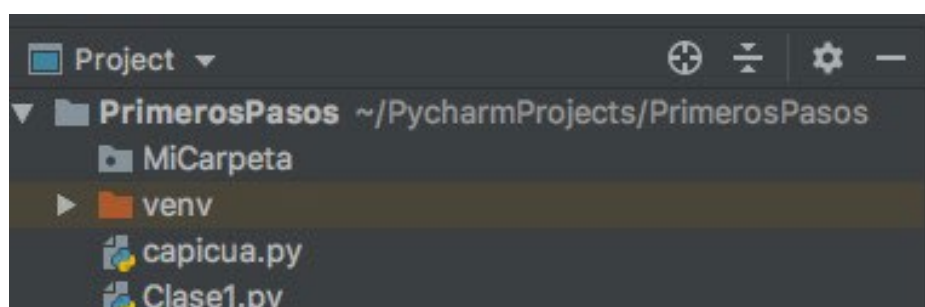 Project
PrimerosPasos ~/PycharmProjects/PrimerosPasos
MiCarpeta
venv
capicua.py
Clase1.py